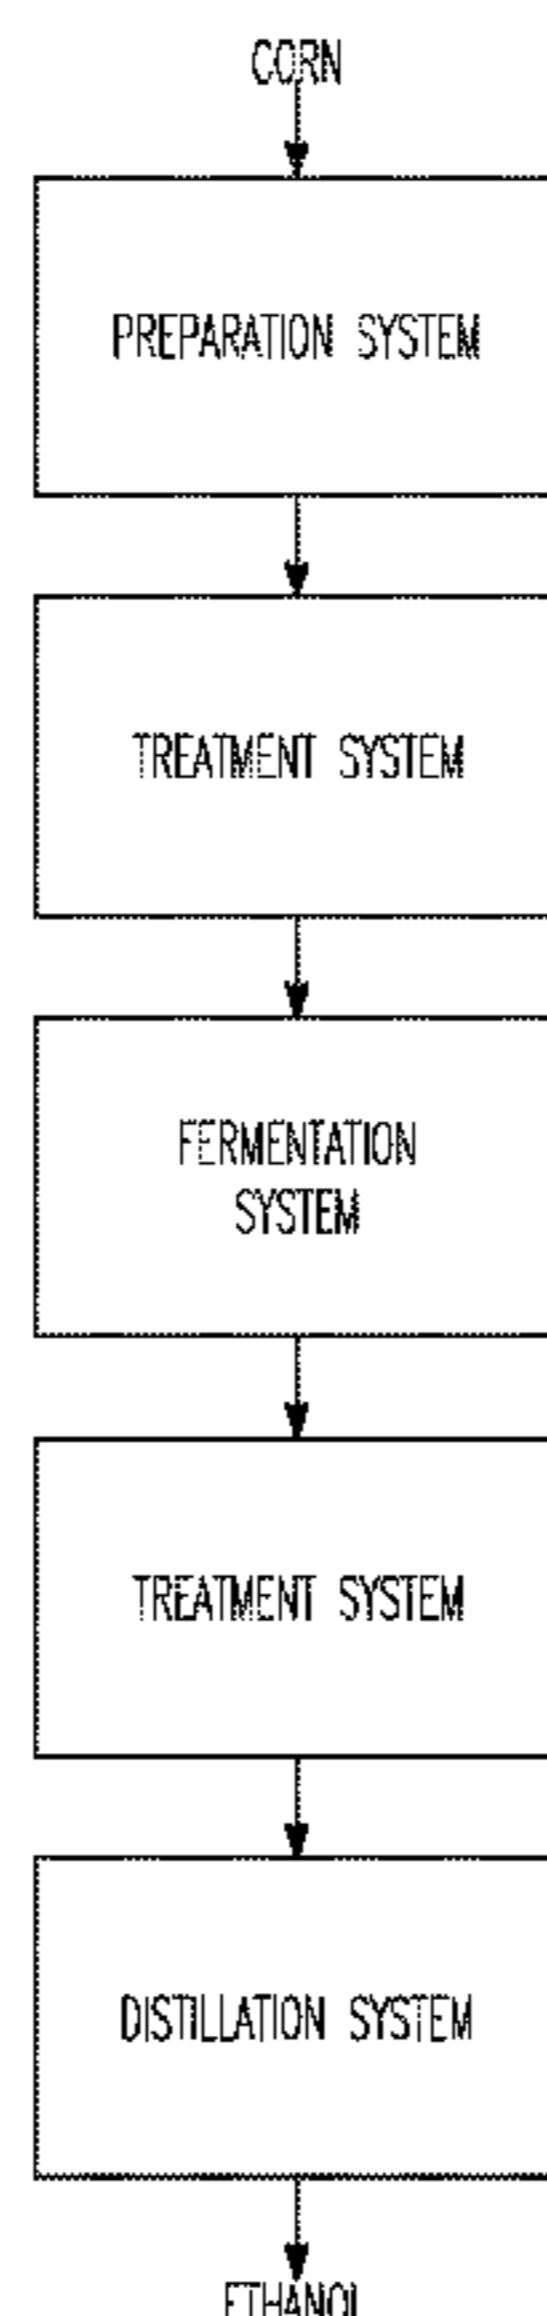 CORN
PREPARATION SYSTEM
TREATMENT SYSTEM
FERMENTATION
SYSTEM
TREATMENT SYSTEM
DISTILLATION SYSTEM
ETHANOL